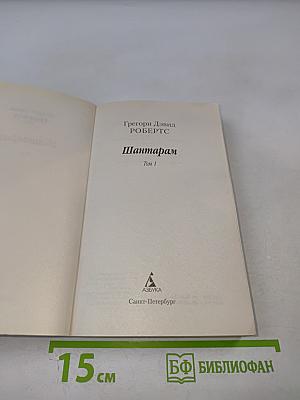 Грегори Дэвид
РОБЕРТС
Шантарам
Том 1
АЗБУКА
Санкт-Петербург
15 см
БФ БИБЛИОФАН